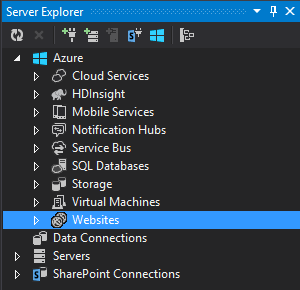 Server Explorer
Azure
Cloud Services
HDInsight
Mobile Services
Notification Hubs
Service Bus
SQL Databases
Storage
Virtual Machines
Websites
Data Connections
Servers
SharePoint Connections